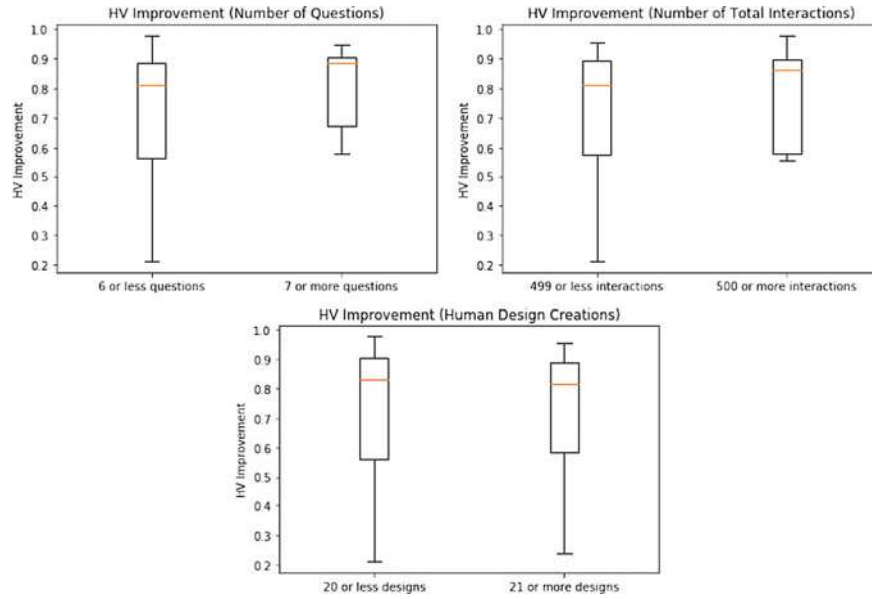 HV Improvement (Number of Questions)
HV Improvement
1.0
0.9
0.8
0.7
0.6
0.5
0.4
0.3
0.2
6 or less questions
7 or more questions
HV Improvement (Number of Total Interactions)
HV Improvement
1.0
0.9
0.8
0.7
0.6
0.5
0.4
0.3
0.2
499 or less interactions
500 or more interactions
HV Improvement (Human Design Creations)
HV Improvement
1.0
0.9
0.8
0.7
0.6
0.5
0.4
0.3
0.2
20 or less designs
21 or more designs